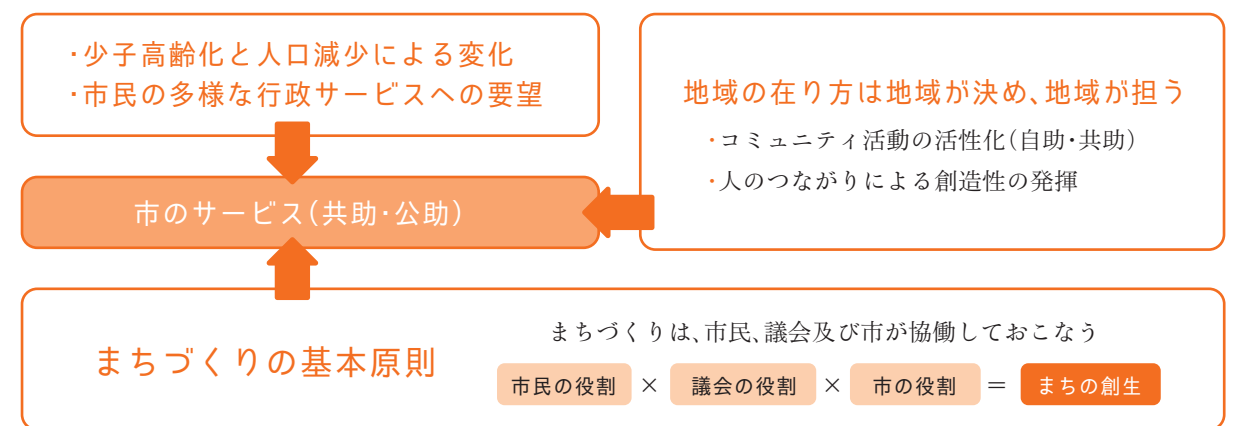 ・少子高齢化と人口減少による変化
・市民の多様な行政サービスへの要望
市のサービス(共助・公助)
地域の在り方は地域が決め、地域が担う
・コミュニティ活動の活性化(自助・共助)
・人のつながりによる創造性の発揮
まちづくりの基本原則
まちづくりは、市民、議会及び市が協働しておこなう
市民の役割 × 議会の役割 × 市の役割 = まちの創生